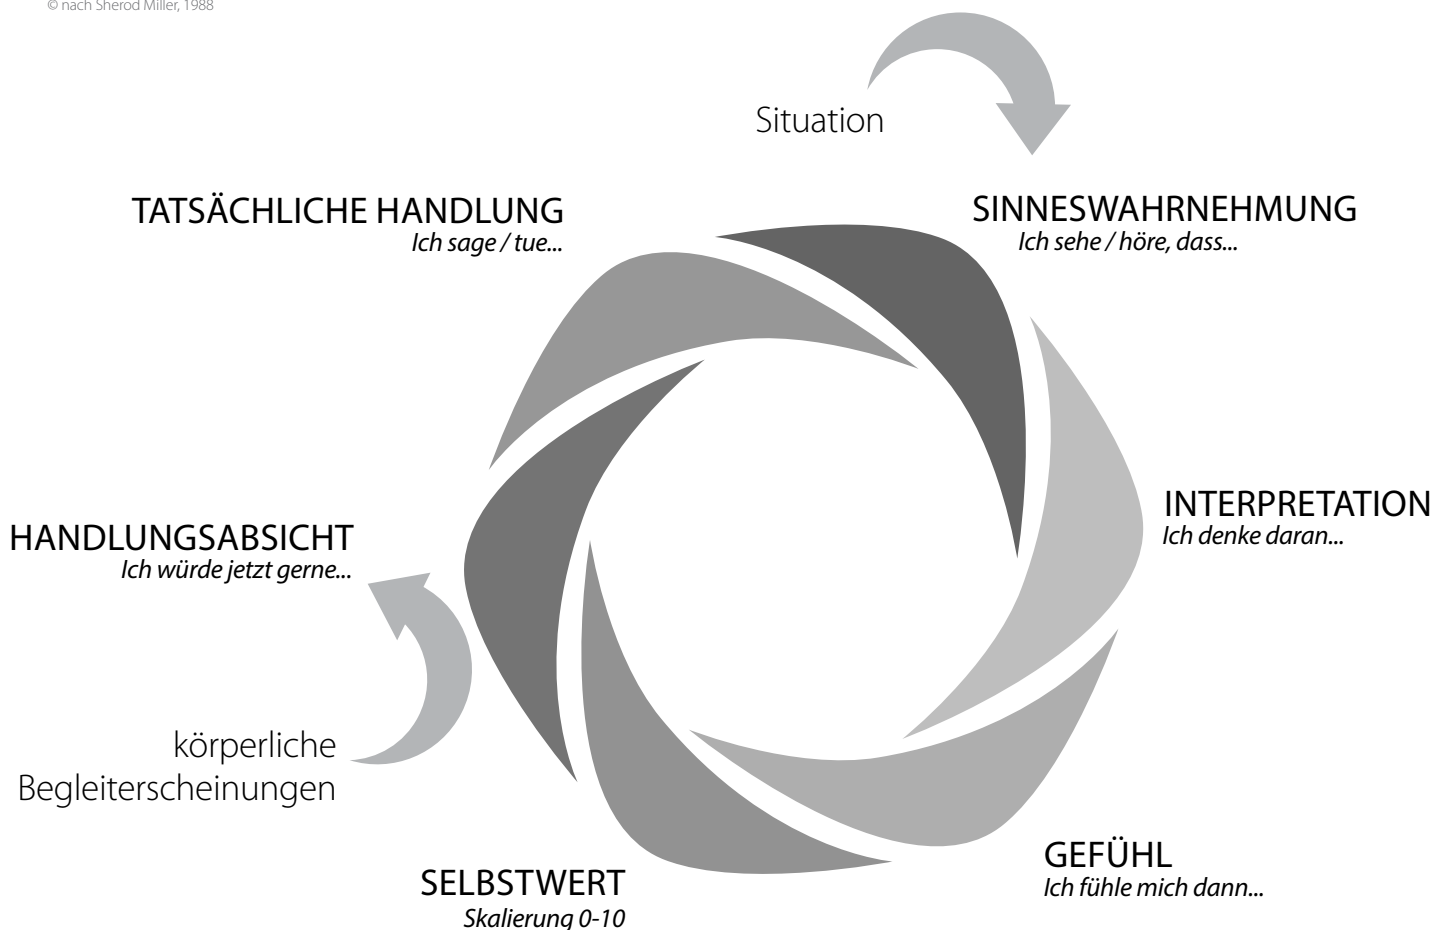 © nach Sherod Miller, 1988
Situation
SINNESWAHRNEHMUNG
Ich sehe / höre, dass...
INTERPRETATION
Ich denke daran...
GEFÜHL
Ich fühle mich dann...
SELBSTWERT
Skalierung 0-10
körperliche
Begleiterscheinungen
HANDLUNGSABSICHT
Ich würde jetzt gerne...
TATSÄCHLICHE HANDLUNG
Ich sage / tue...